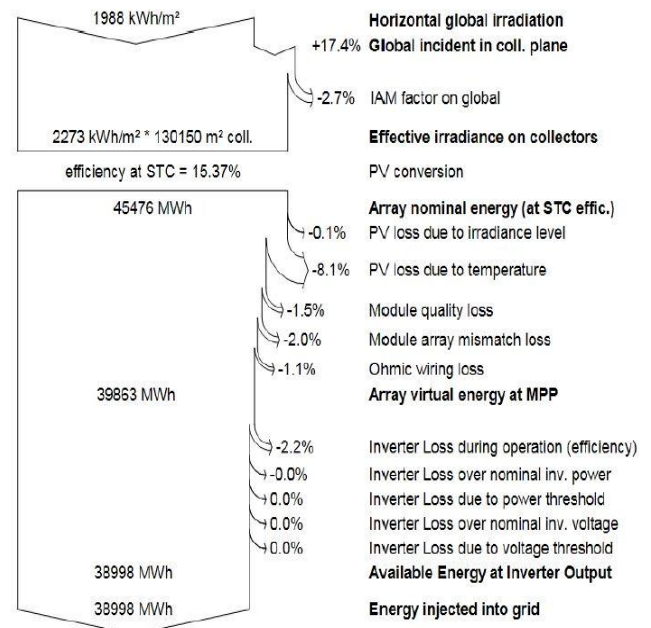 1988 kWh/m² Horizontal global irradiation
+17.4% Global incident in coll. plane
-2.7% IAM factor on global
2273 kWh/m² * 130150 m² coll. Effective irradiance on collectors
efficiency at STC = 15.37% PV conversion
45476 MWh Array nominal energy (at STC effic.)
-0.1% PV loss due to irradiance level
-8.1% PV loss due to temperature
-1.5% Module quality loss
-2.0% Module array mismatch loss
-1.1% Ohmic wiring loss
39863 MWh Array virtual energy at MPP
-2.2% Inverter Loss during operation (efficiency)
-0.0% Inverter Loss over nominal inv. power
0.0% Inverter Loss due to power threshold
0.0% Inverter Loss over nominal inv. voltage
0.0% Inverter Loss due to voltage threshold
38998 MWh Available Energy at Inverter Output
38998 MWh Energy injected into grid